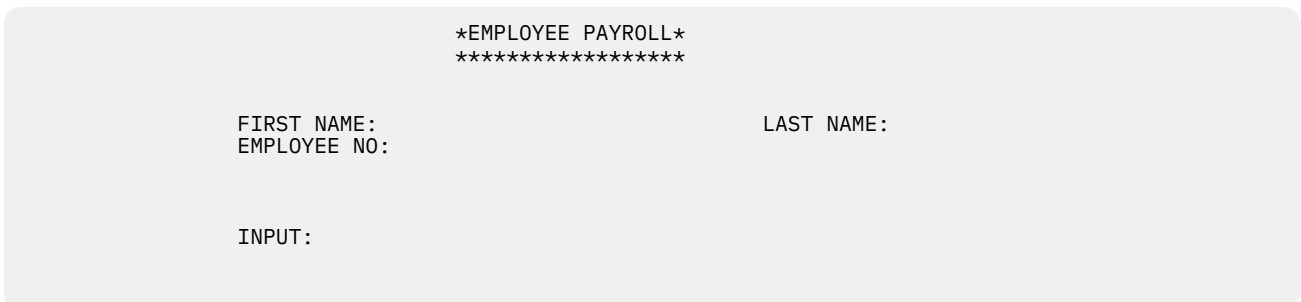 *EMPLOYEE PAYROLL*
******************
FIRST NAME: LAST NAME:
EMPLOYEE NO:
INPUT: